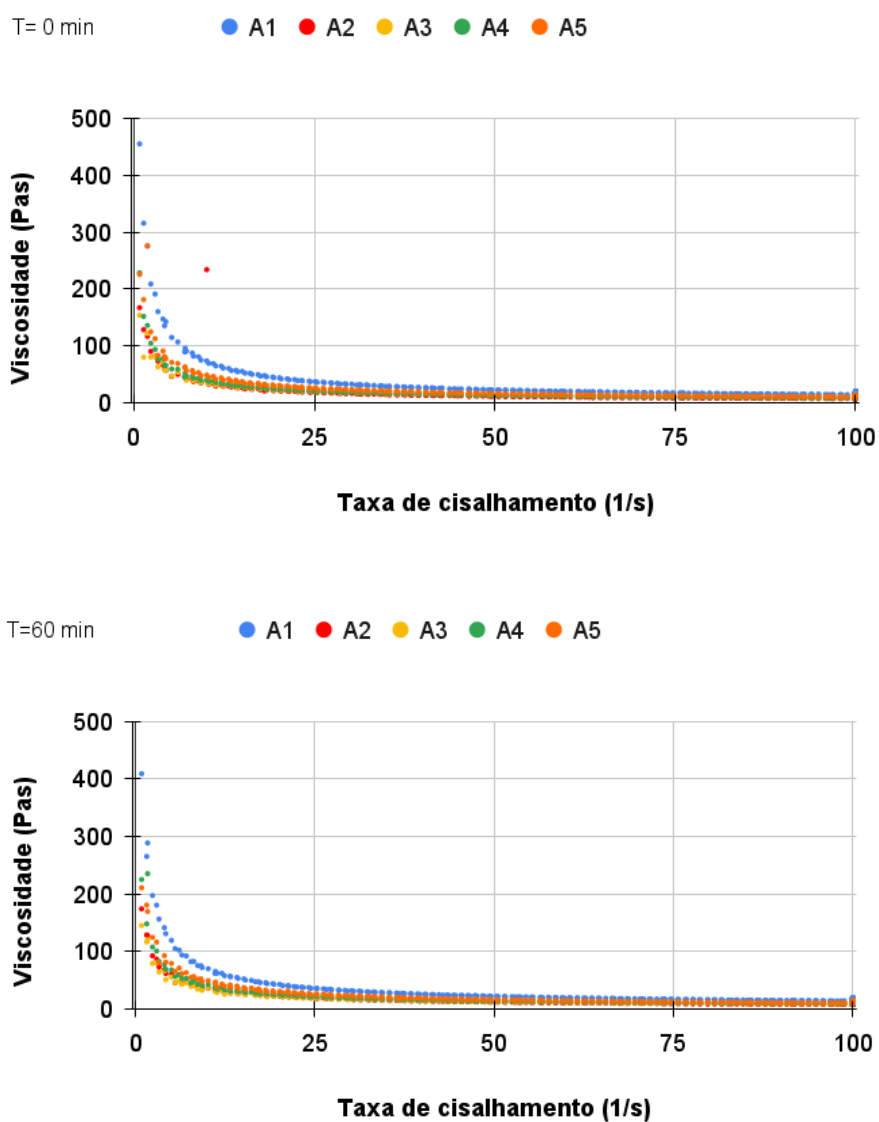 T= 0 min A1 A2 A3 A4 A5
500
400
300
200
100
0
Viscosidade (Pas)
0 25 50 75 100
Taxa de cisalhamento (1/s)
T=60 min A1 A2 A3 A4 A5
500
400
300
200
100
0
Viscosidade (Pas)
0 25 50 75 100
Taxa de cisalhamento (1/s)